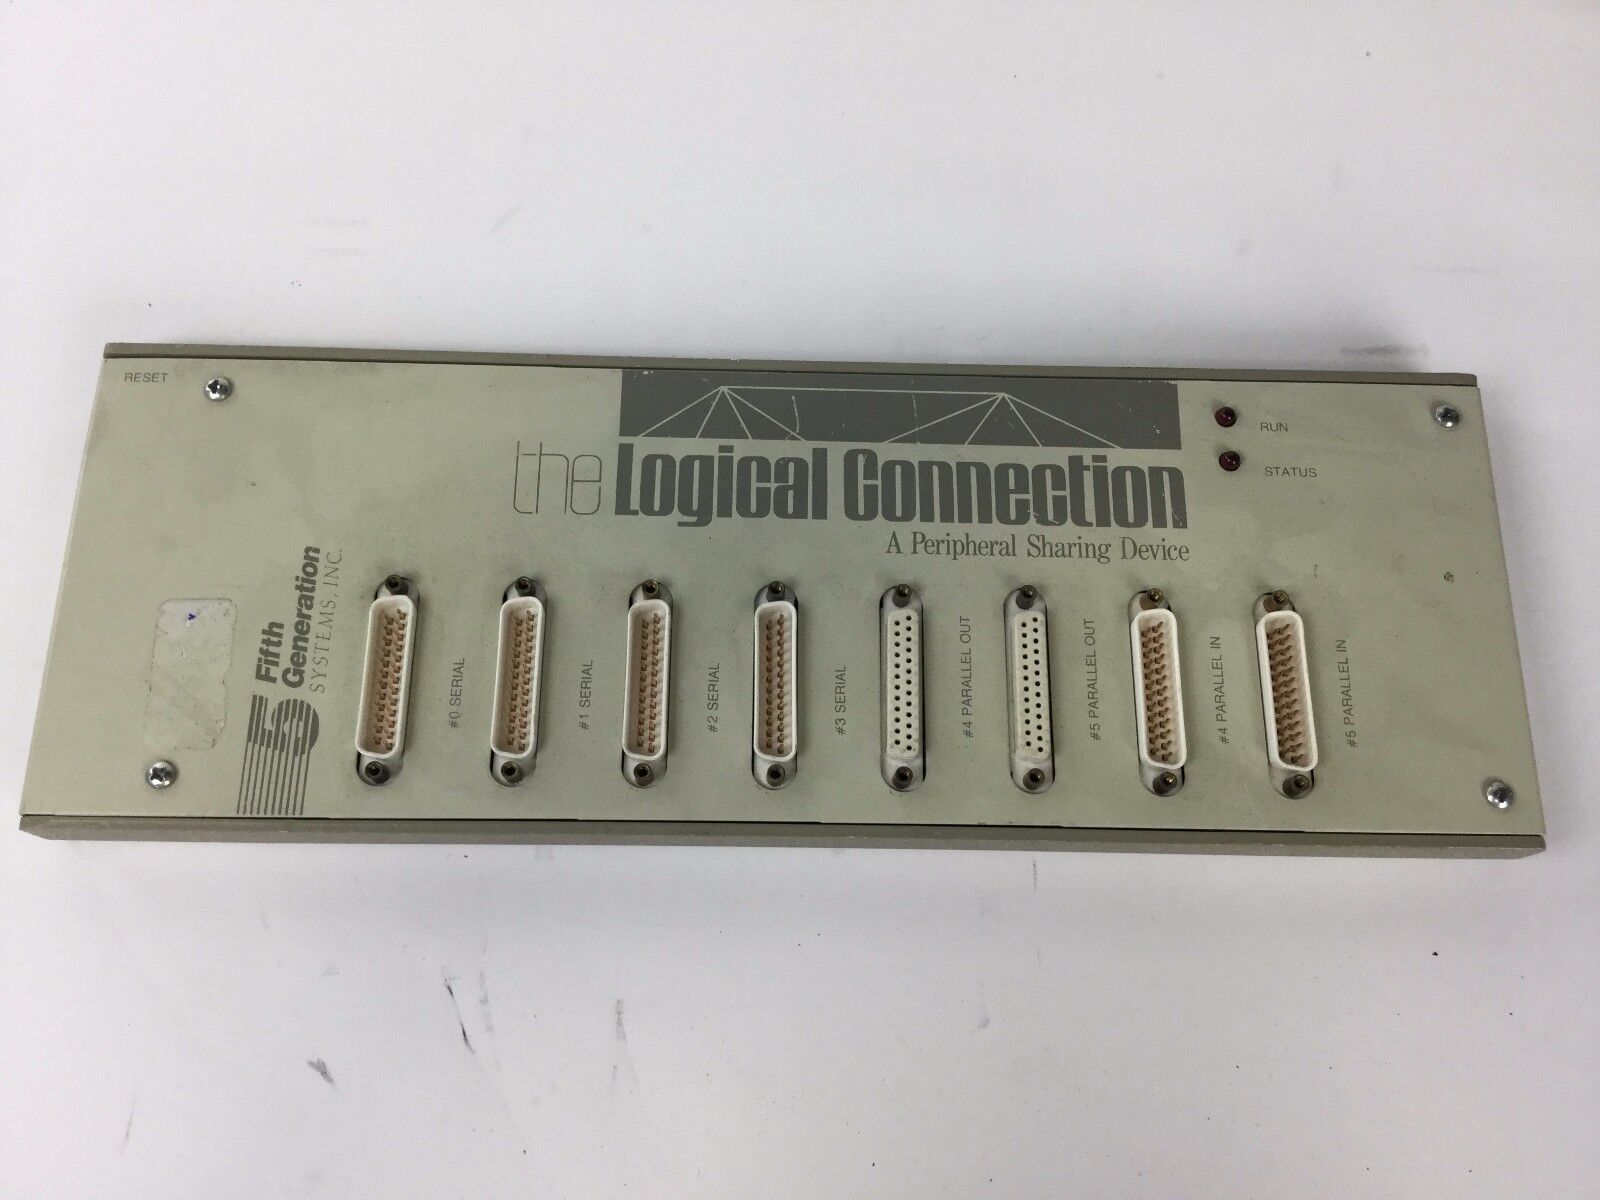 RESET
the Logical Connection
A Peripheral Sharing Device
RUN
STATUS
5
Fifth
Generation
SYSTEMS, INC.
#0 SERIAL
#1 SERIAL
#2 SERIAL
#3 SERIAL
#4 PARALLEL OUT
#5 PARALLEL OUT
#4 PARALLEL IN
#5 PARALLEL IN